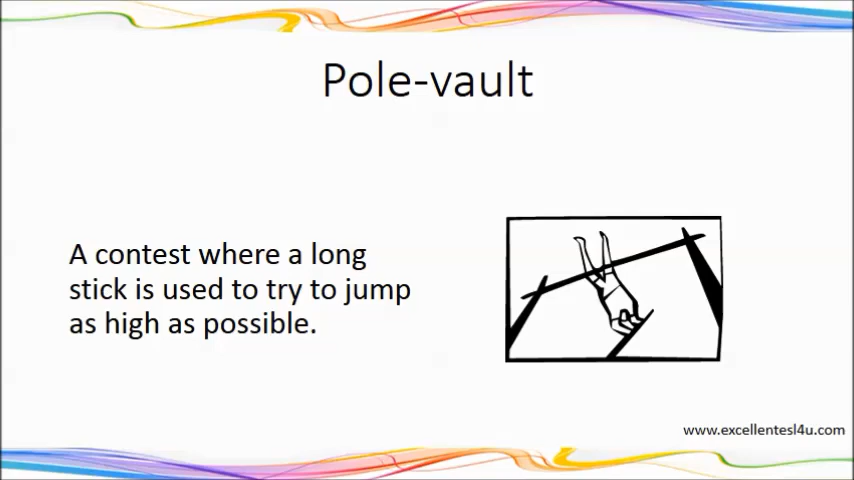 Pole-vault
A contest where a long
stick is used to try to jump
as high as possible.
www.excellentesl4u.com